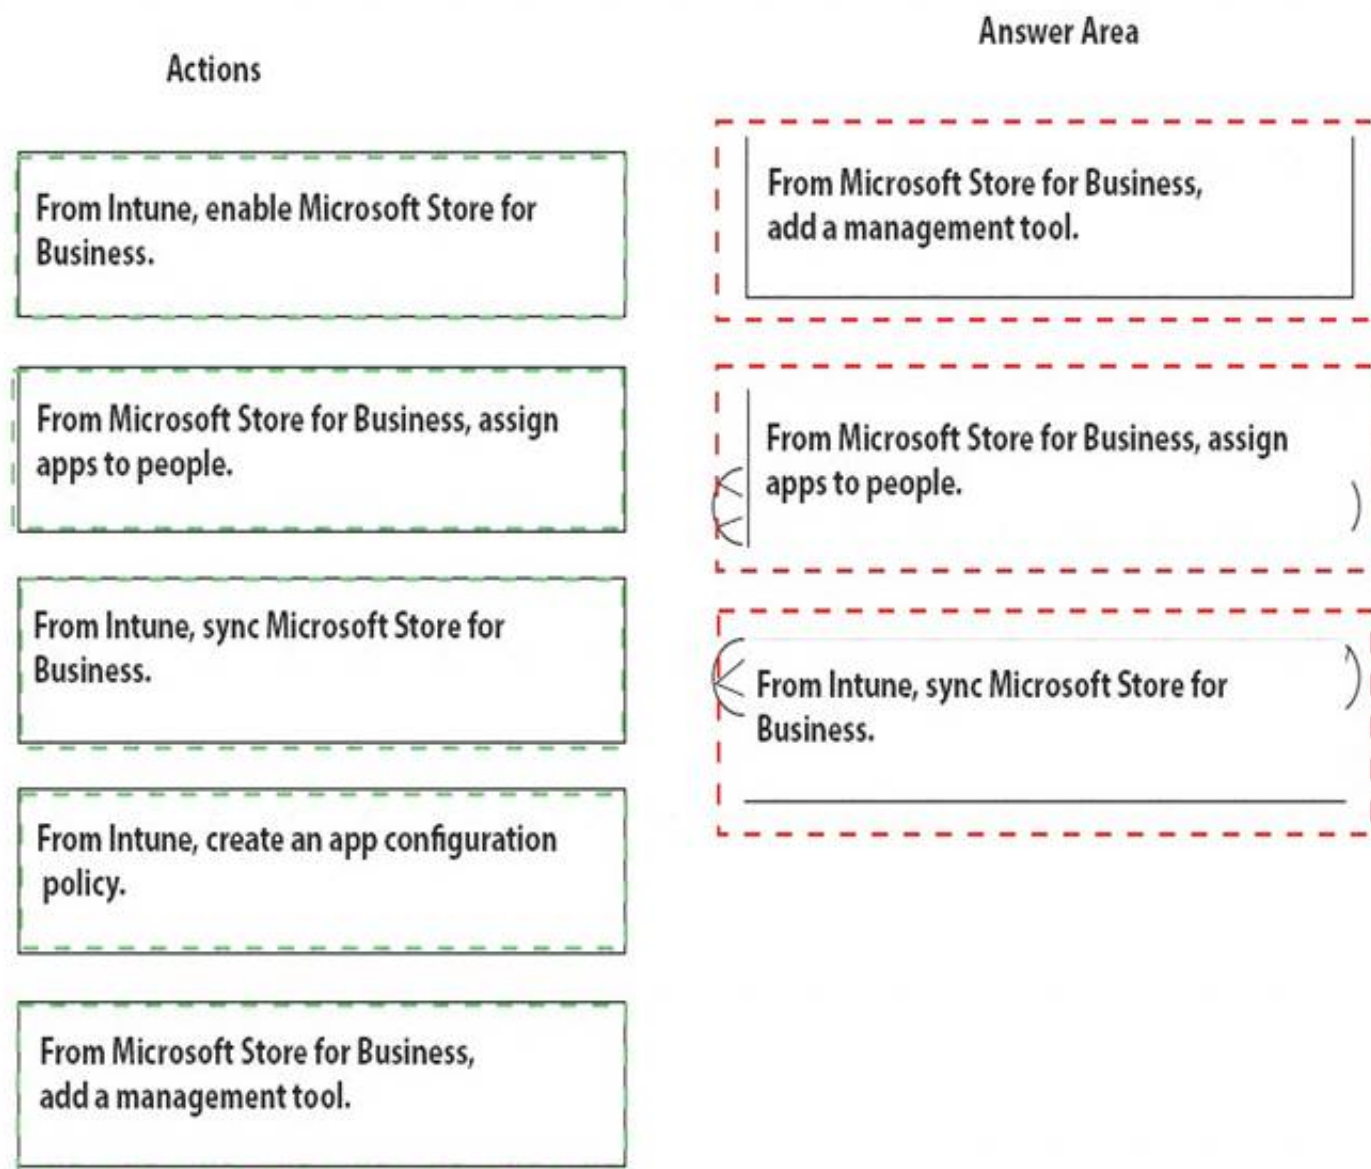 Actions
From Intune, enable Microsoft Store for
Business.
From Microsoft Store for Business, assign
apps to people.
From Intune, sync Microsoft Store for
Business.
From Intune, create an app configuration
policy.
From Microsoft Store for Business,
add a management tool.
Answer Area
From Microsoft Store for Business,
add a management tool.
From Microsoft Store for Business, assign
apps to people.
From Intune, sync Microsoft Store for
Business.